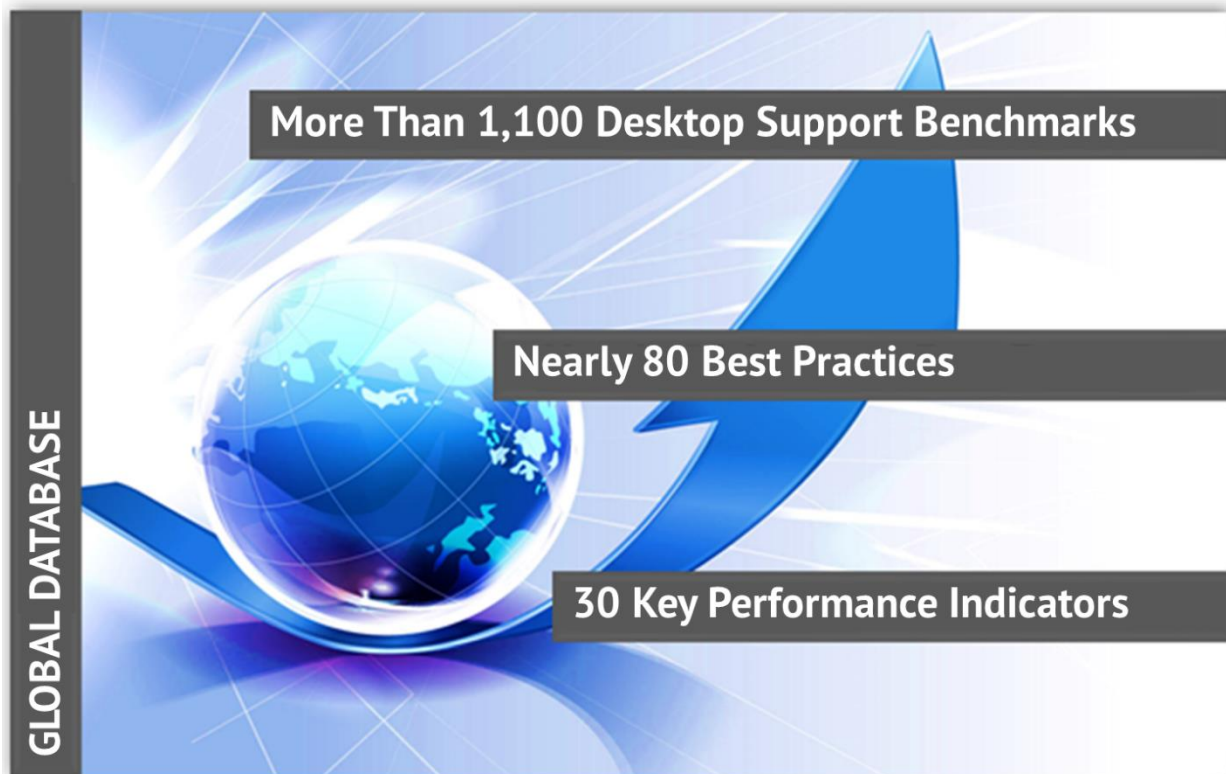 More Than 1,100 Desktop Support Benchmarks
Nearly 80 Best Practices
30 Key Performance Indicators
GLOBAL DATABASE